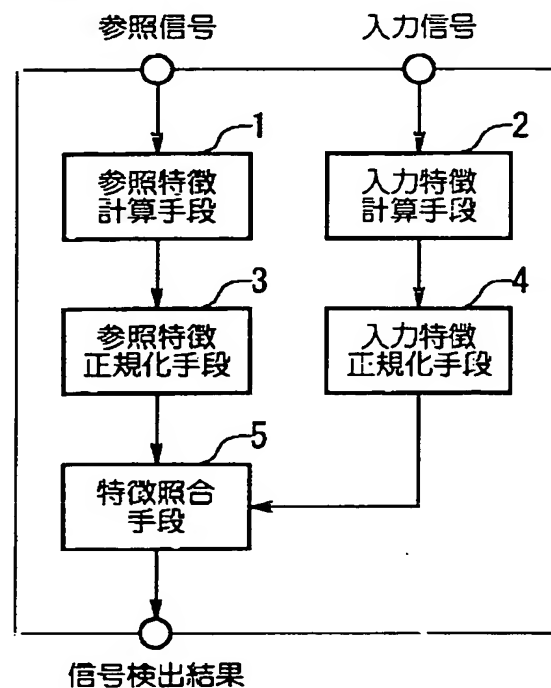 参照信号
入力信号
1
2
参照特徴
計算手段
入力特徴
計算手段
3
4
参照特徴
正規化手段
入力特徴
正規化手段
5
特徴照合
手段
信号検出結果